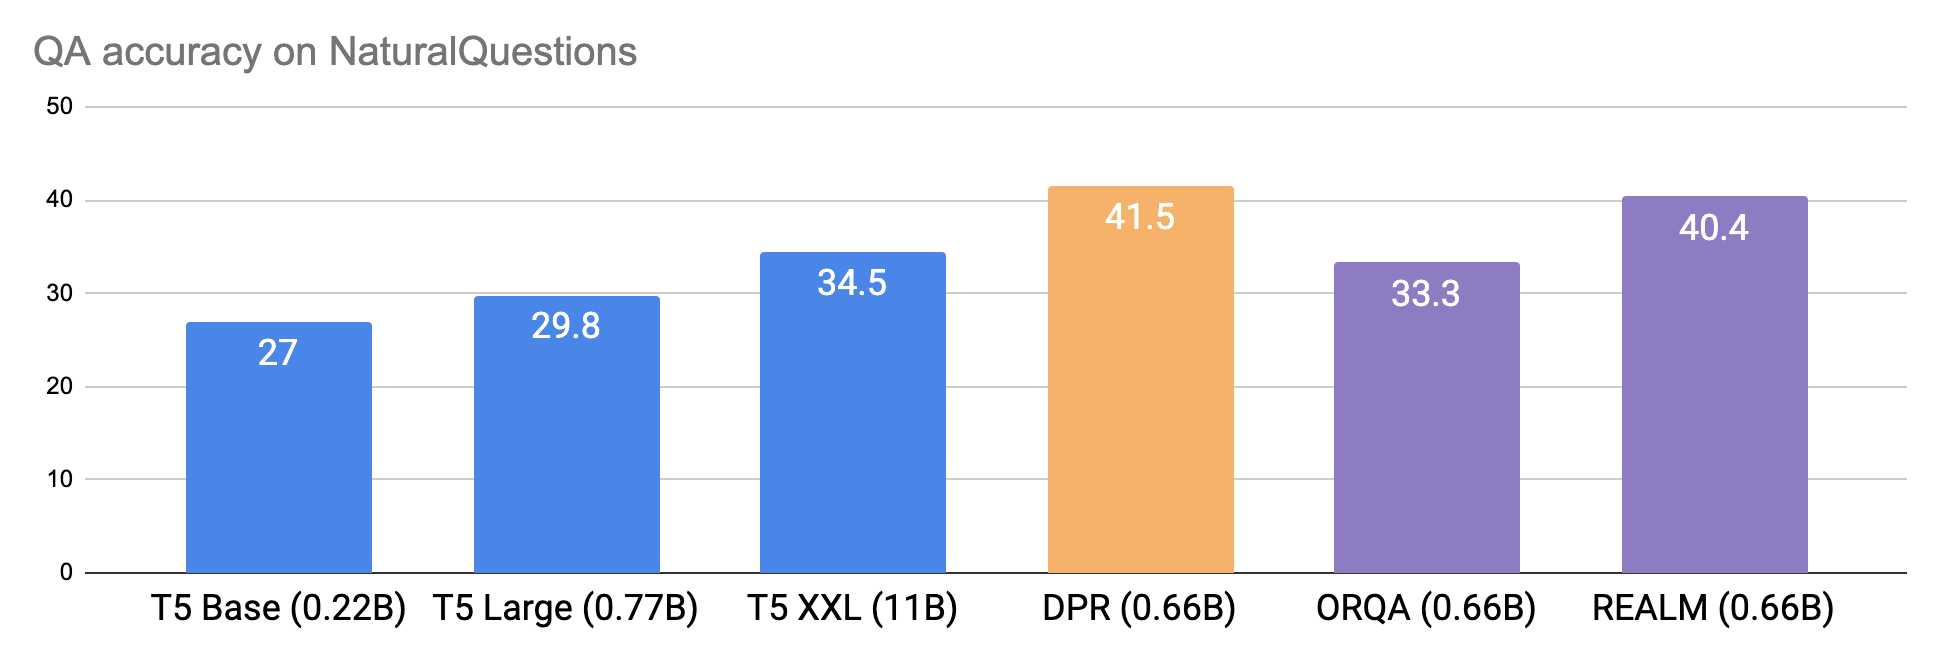 QA accuracy on NaturalQuestions
50
40
30
20
10
0
27
29.8
34.5
41.5
33.3
40.4
T5 Base (0.22B)
T5 Large (0.77B)
T5 XXL (11B)
DPR (0.66B)
ORQA (0.66B)
REALM (0.66B)